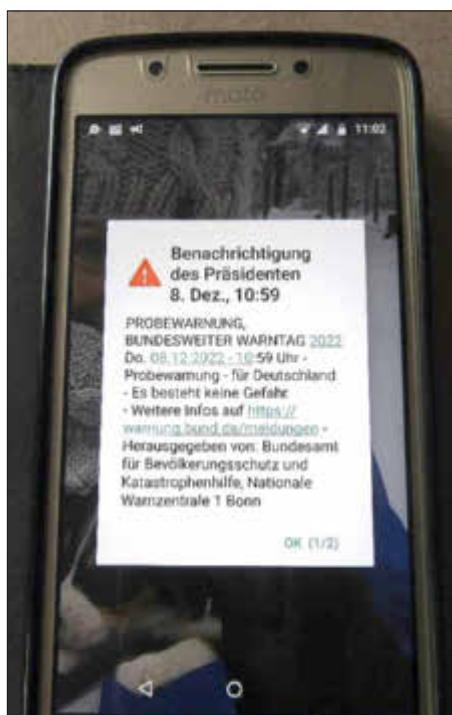 moto
11:02
Benachrichtigung
des Präsidenten
8. Dez., 10:59
PROBEWARNUNG,
BUNDESWEITER WARNTAG 2022
Do. 08.12.2022 - 10:59 Uhr -
Probewarnung - für Deutschland
- Es besteht keine Gefahr
- Weitere Infos auf https://
warnung.bund.de/meldungen -
Herausgegeben von: Bundesamt
für Bevölkerungsschutz und
Katastrophenhilfe, Nationale
Warnzentrale 1 Bonn
OK (1/2)